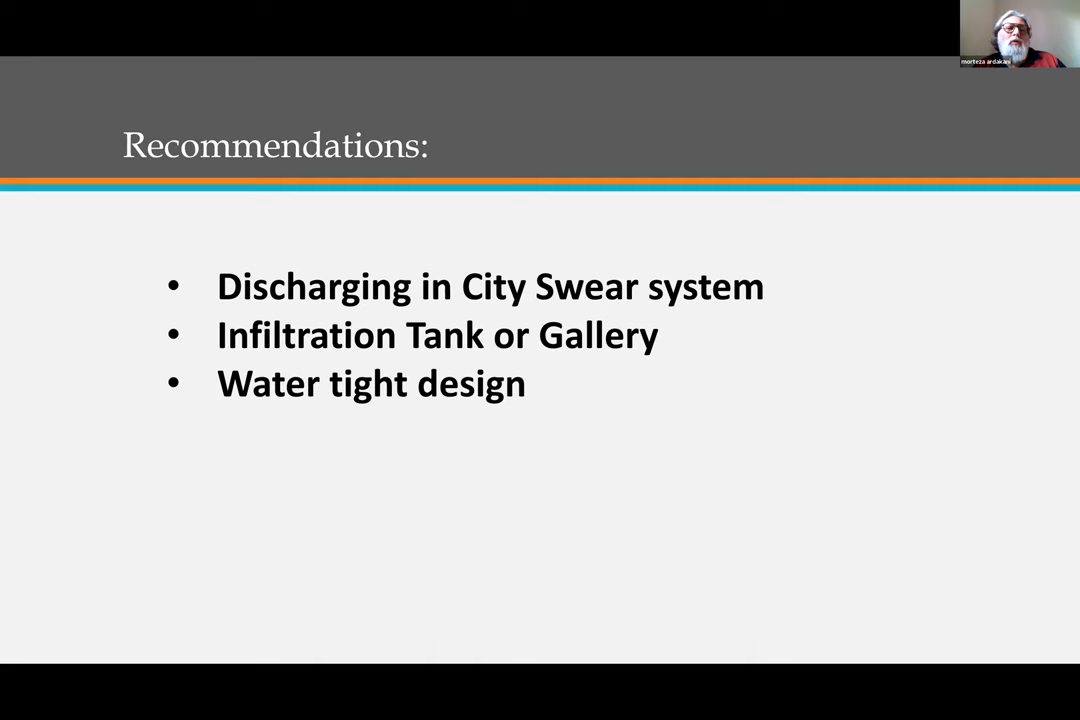 morteza ardakani
Recommendations:
• Discharging in City Swear system
• Infiltration Tank or Gallery
• Water tight design